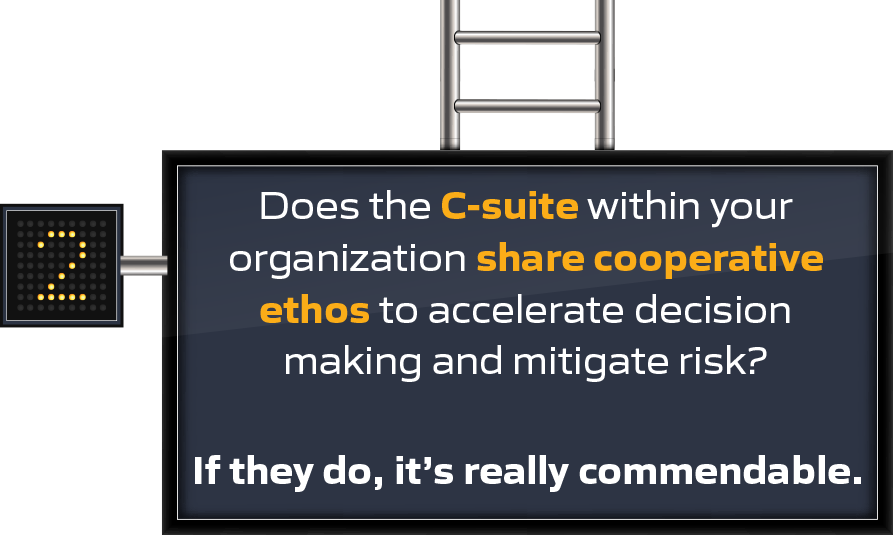 2
Does the C-suite within your
organization share cooperative
ethos to accelerate decision
making and mitigate risk?
If they do, it’s really commendable.